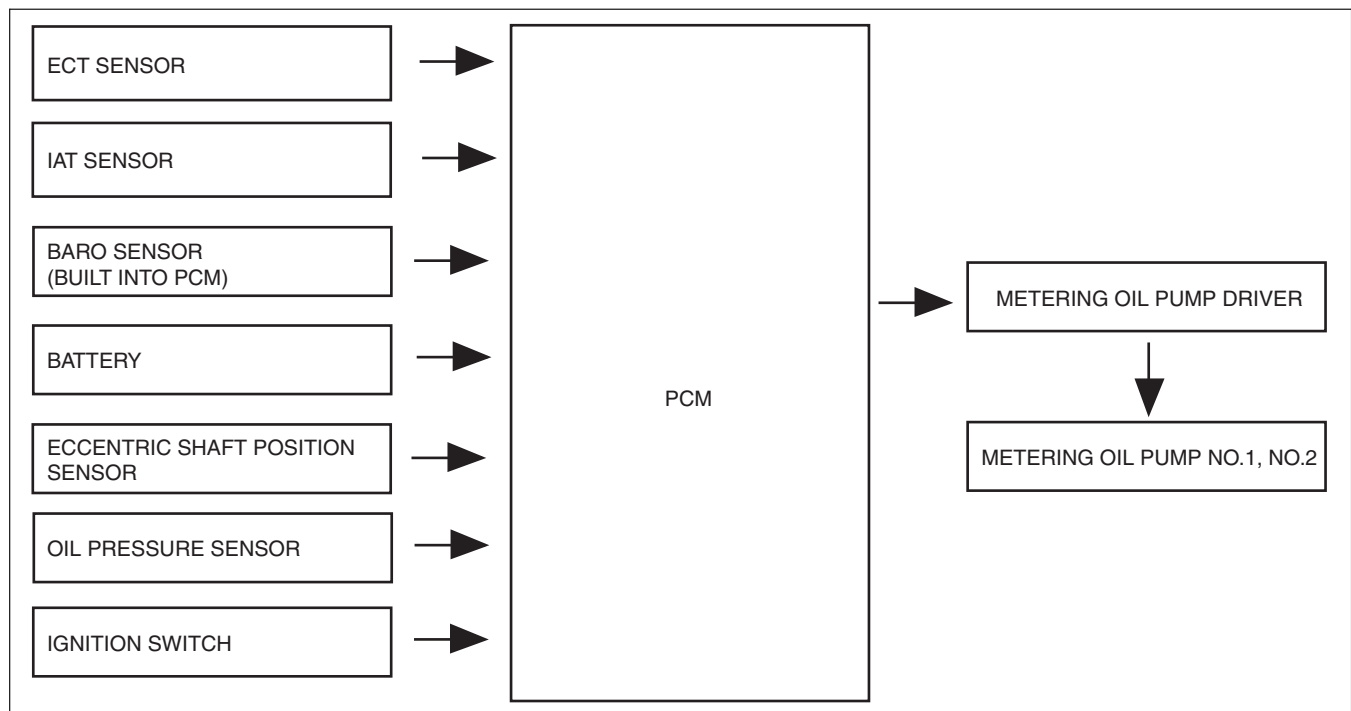 ECT SENSOR
IAT SENSOR
BARO SENSOR
(BUILT INTO PCM)
BATTERY
ECCENTRIC SHAFT POSITION
SENSOR
OIL PRESSURE SENSOR
IGNITION SWITCH
PCM
METERING OIL PUMP DRIVER
METERING OIL PUMP NO.1, NO.2